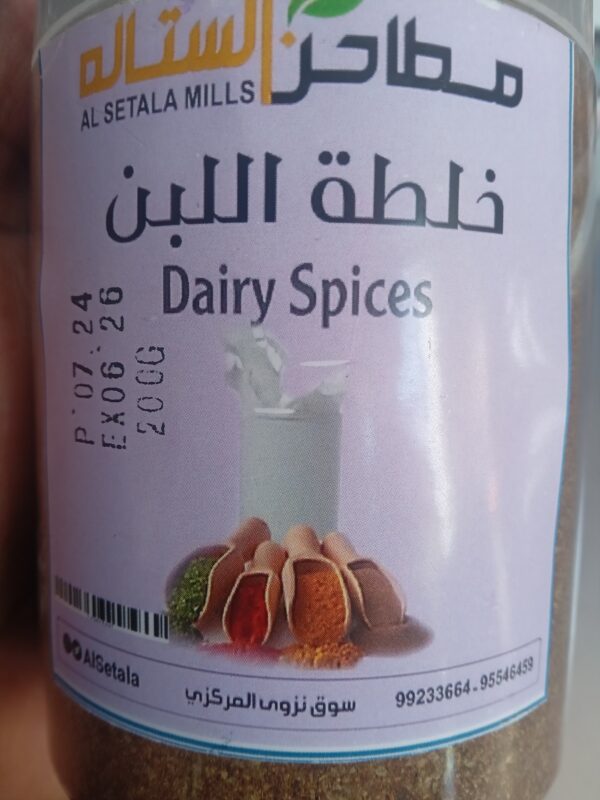 مطاحن الستاله
AL SETALA MILLS
خلطة اللبن
Dairy Spices
P 07 24
EX06 26
200G
AlSetala
سوق نزوى المركزي
99233664 - 95546459